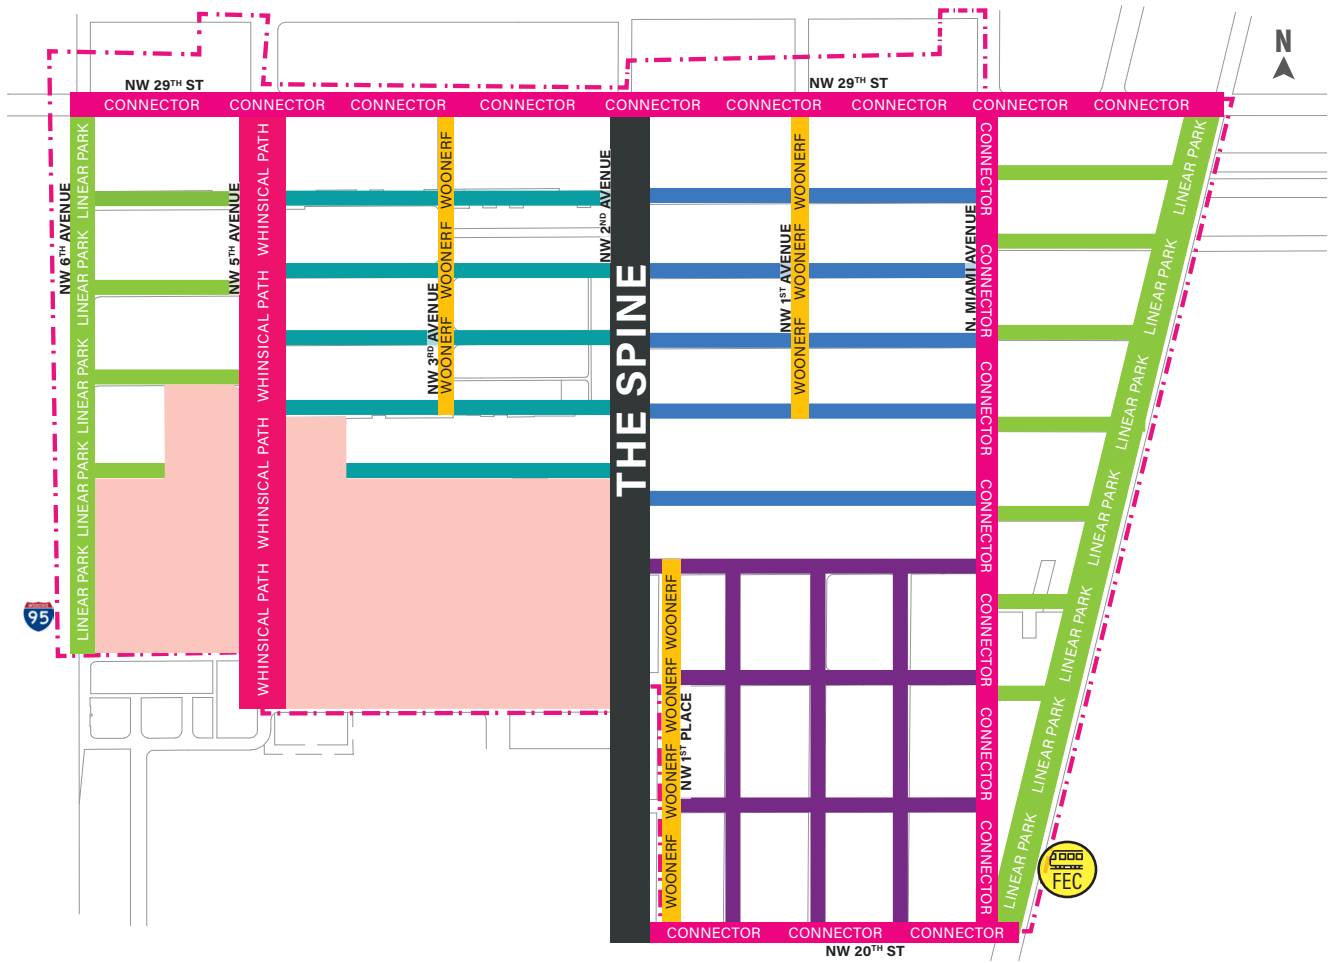 N
NW 29TH ST
NW 29TH ST
CONNECTOR CONNECTOR CONNECTOR CONNECTOR CONNECTOR CONNECTOR CONNECTOR CONNECTOR CONNECTOR
NW 6TH AVENUE
LINEAR PARK LINEAR PARK LINEAR PARK LINEAR PARK LINEAR PARK
NW 5TH AVENUE
WHINSICAL PATH WHINSICAL PATH WHINSICAL PATH WHINSICAL PATH
NW 3RD AVENUE
WOONERF WOONERF WOONERF
NW 2ND AVENUE
THE SPINE
NW 1ST AVENUE
WOONERF WOONERF WOONERF
N. MIAMI AVENUE
CONNECTOR CONNECTOR CONNECTOR CONNECTOR CONNECTOR CONNECTOR CONNECTOR
LINEAR PARK LINEAR PARK LINEAR PARK LINEAR PARK LINEAR PARK LINEAR PARK LINEAR PARK
95
WOONERF WOONERF WOONERF WOONERF
NW 1ST PLACE
FEC
CONNECTOR CONNECTOR CONNECTOR
NW 20TH ST